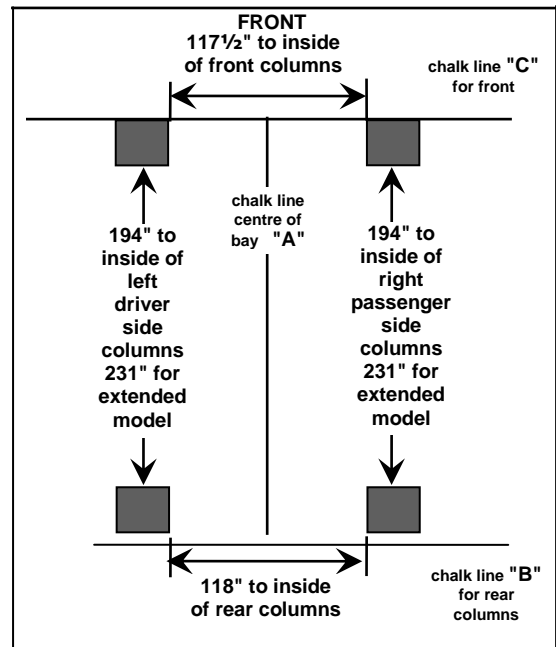 FRONT
117½" to inside
of front columns
chalk line "C"
for front
chalk line
centre of
bay "A"
194" to
inside of
left
driver
side
columns
231" for
extended
model
194" to
inside of
right
passenger
side
columns
231" for
extended
model
118" to inside
of rear columns
chalk line "B"
for rear
columns